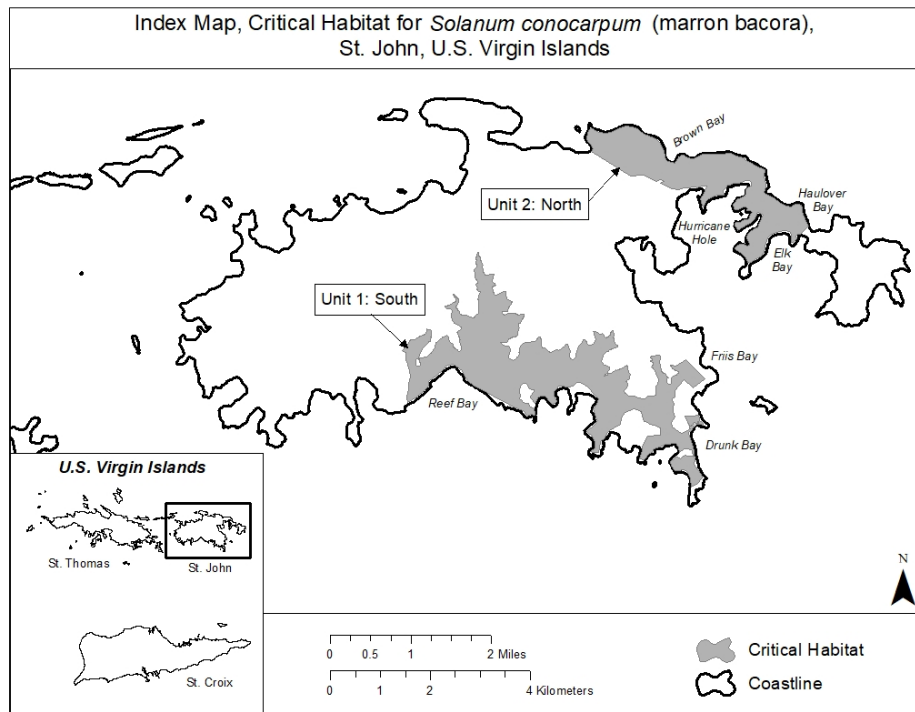 Index Map, Critical Habitat for Solanum conocarpum (marron bacora),
St. John, U.S. Virgin Islands
Brown Bay
Unit 2: North
Haulover
Bay
Hurricane
Hole
Elk
Bay
Unit 1: South
Friis Bay
Reef Bay
Drunk Bay
U.S. Virgin Islands
St. Thomas
St. John
St. Croix
N
0 0.5 1 2 Miles
0 1 2 4 Kilometers
Critical Habitat
Coastline